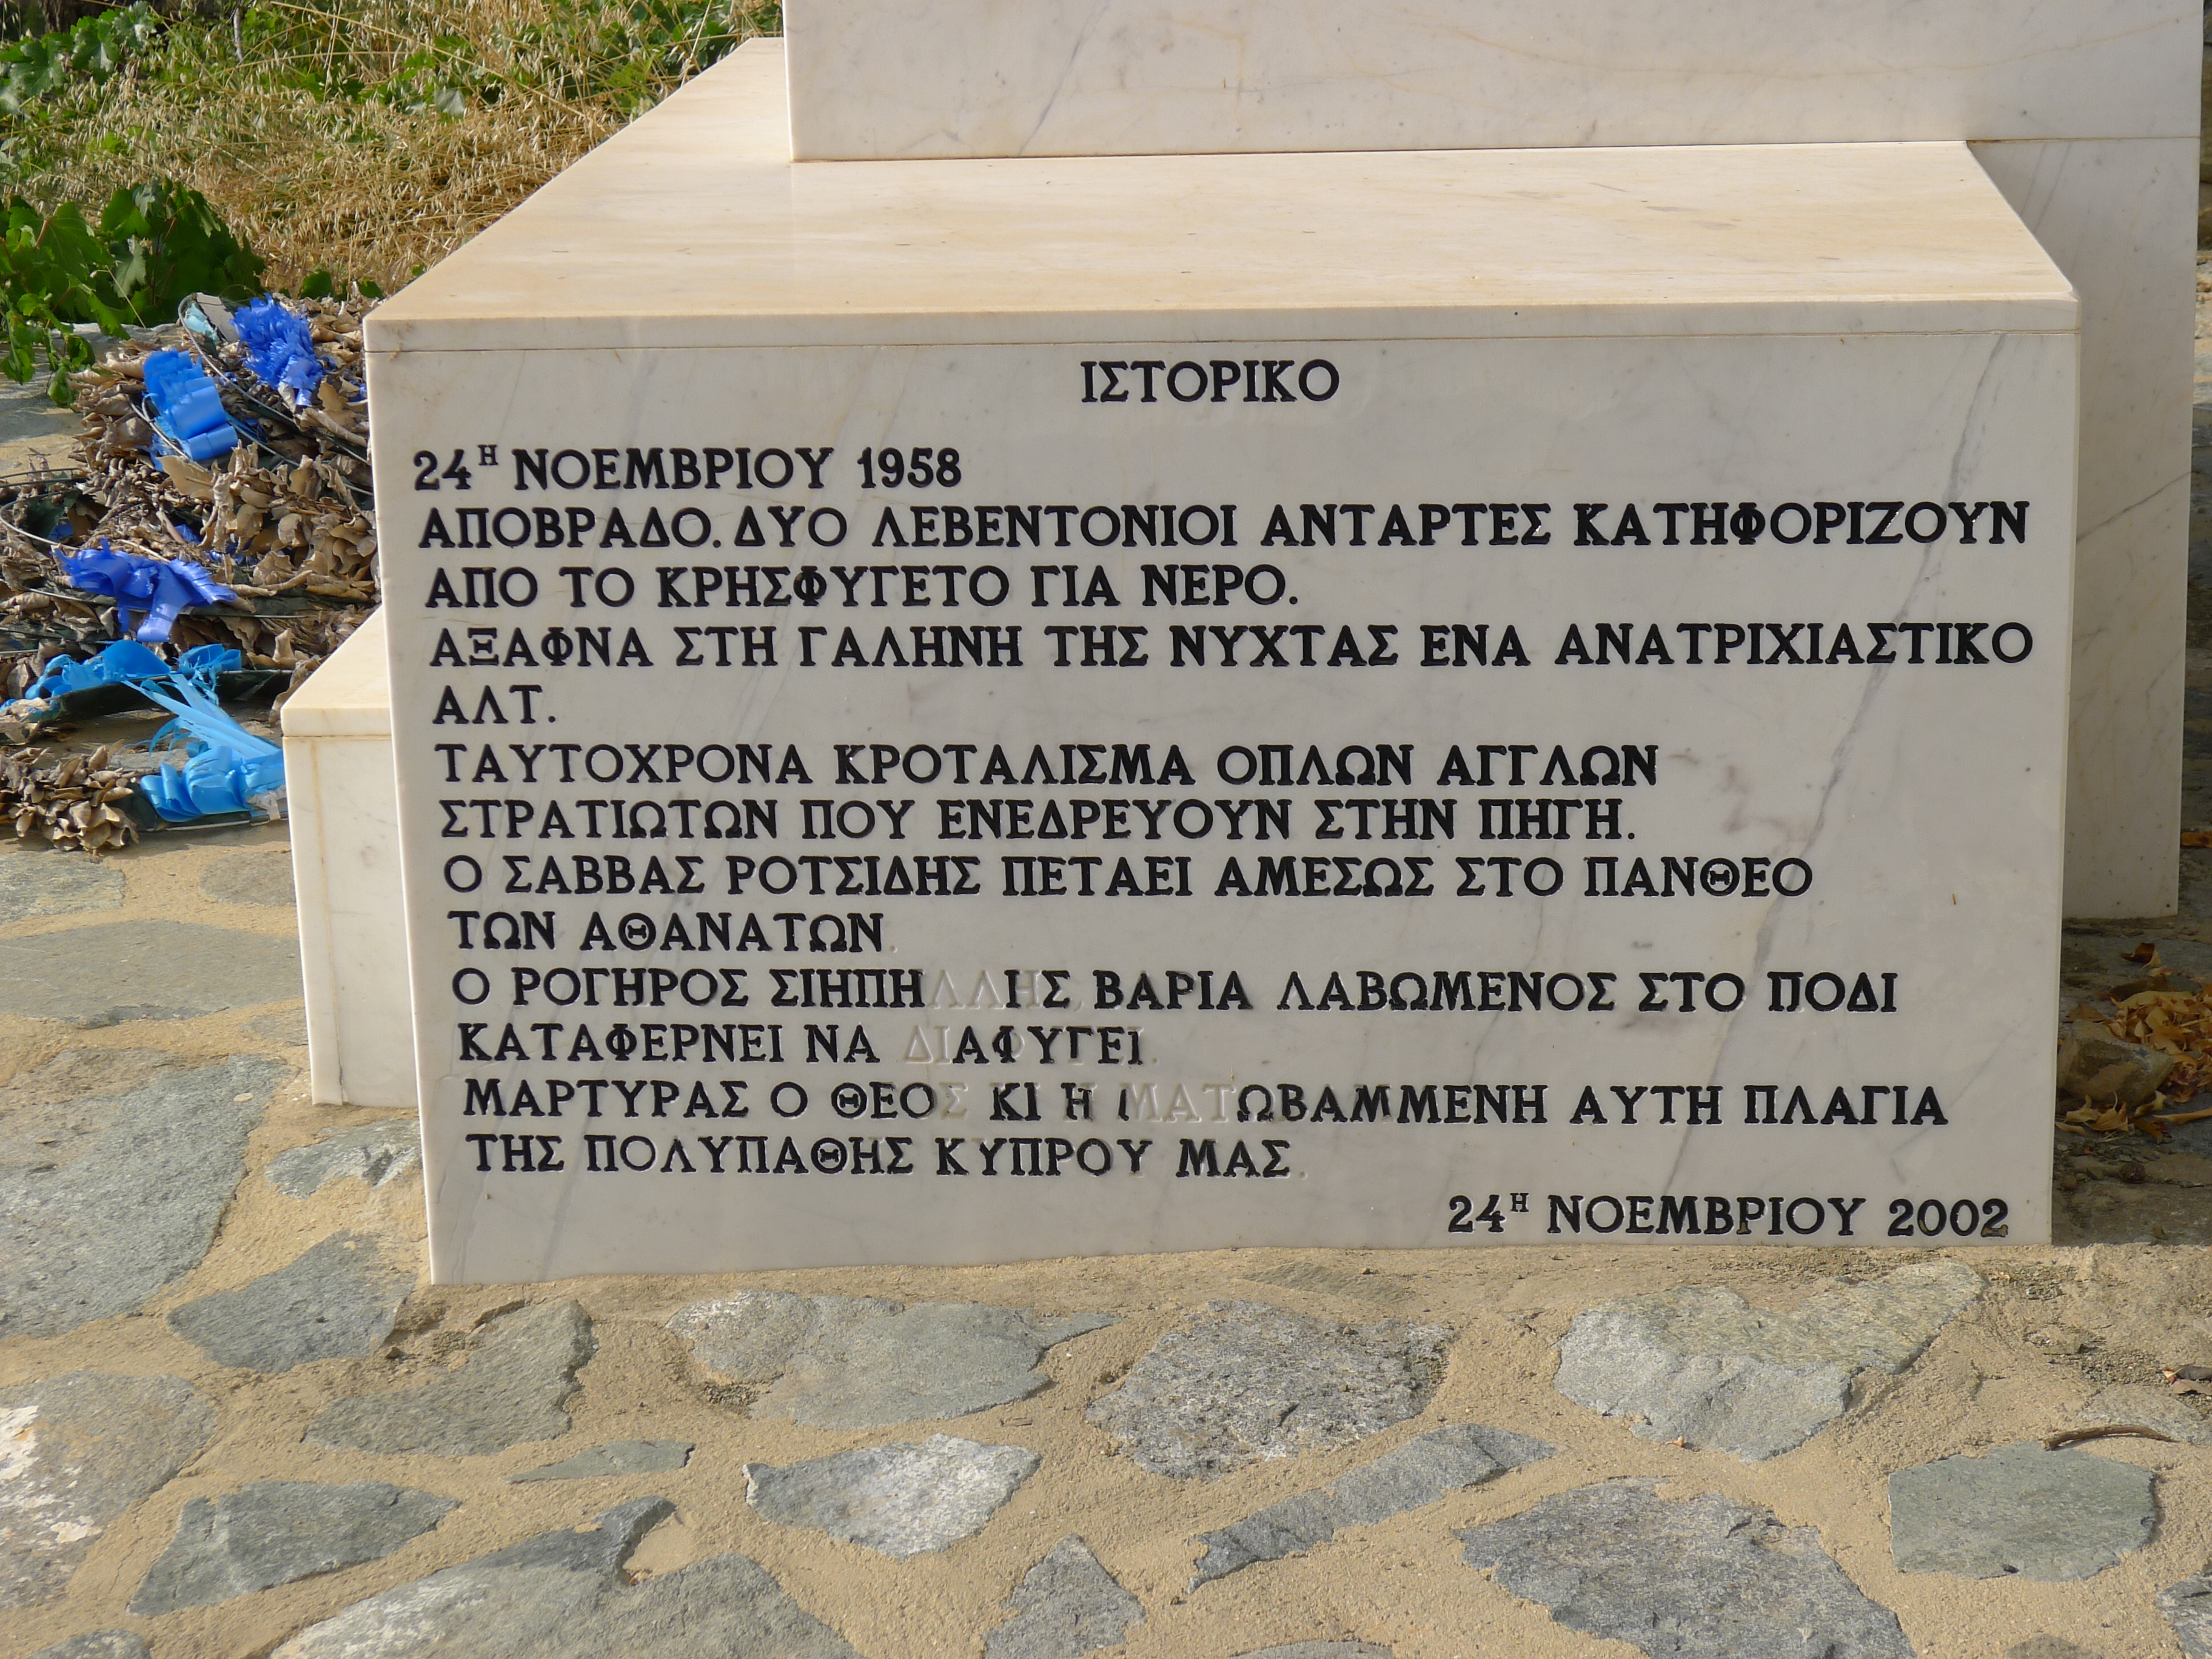 ΙΣΤΟΡΙΚΟ
24Η ΝΟΕΜΒΡΙΟΥ 1958
ΑΠΟΒΡΑΔΟ. ΔΥΟ ΛΕΒΕΝΤΟΝΙΟΙ ΑΝΤΑΡΤΕΣ ΚΑΤΗΦΟΡΙΖΟΥΝ
ΑΠΟ ΤΟ ΚΡΗΣΦΥΓΕΤΟ ΓΙΑ ΝΕΡΟ.
ΑΞΑΦΝΑ ΣΤΗ ΓΑΛΗΝΗ ΤΗΣ ΝΥΧΤΑΣ ΕΝΑ ΑΝΑΤΡΙΧΙΑΣΤΙΚΟ
ΑΛΤ.
ΤΑΥΤΟΧΡΟΝΑ ΚΡΟΤΑΛΙΣΜΑ ΟΠΛΩΝ ΑΓΓΛΩΝ
ΣΤΡΑΤΙΩΤΩΝ ΠΟΥ ΕΝΕΔΡΕΥΟΥΝ ΣΤΗΝ ΠΗΓΗ.
Ο ΣΑΒΒΑΣ ΡΟΤΣΙΔΗΣ ΠΕΤΑΕΙ ΑΜΕΣΩΣ ΣΤΟ ΠΑΝΘΕΟ
ΤΩΝ ΑΘΑΝΑΤΩΝ.
Ο ΡΟΓΗΡΟΣ ΣΙΗΠΗΛΛΗΣ ΒΑΡΙΑ ΛΑΒΩΜΕΝΟΣ ΣΤΟ ΠΟΔΙ
ΚΑΤΑΦΕΡΝΕΙ ΝΑ ΔΙΑΦΥΓΕΙ.
ΜΑΡΤΥΡΑΣ Ο ΘΕΟΣ ΚΙ Η ΙΜΑΤΩΒΑΜΜΕΝΗ ΑΥΤΗ ΠΛΑΓΙΑ
ΤΗΣ ΠΟΛΥΠΑΘΗΣ ΚΥΠΡΟΥ ΜΑΣ.
24Η ΝΟΕΜΒΡΙΟΥ 2002